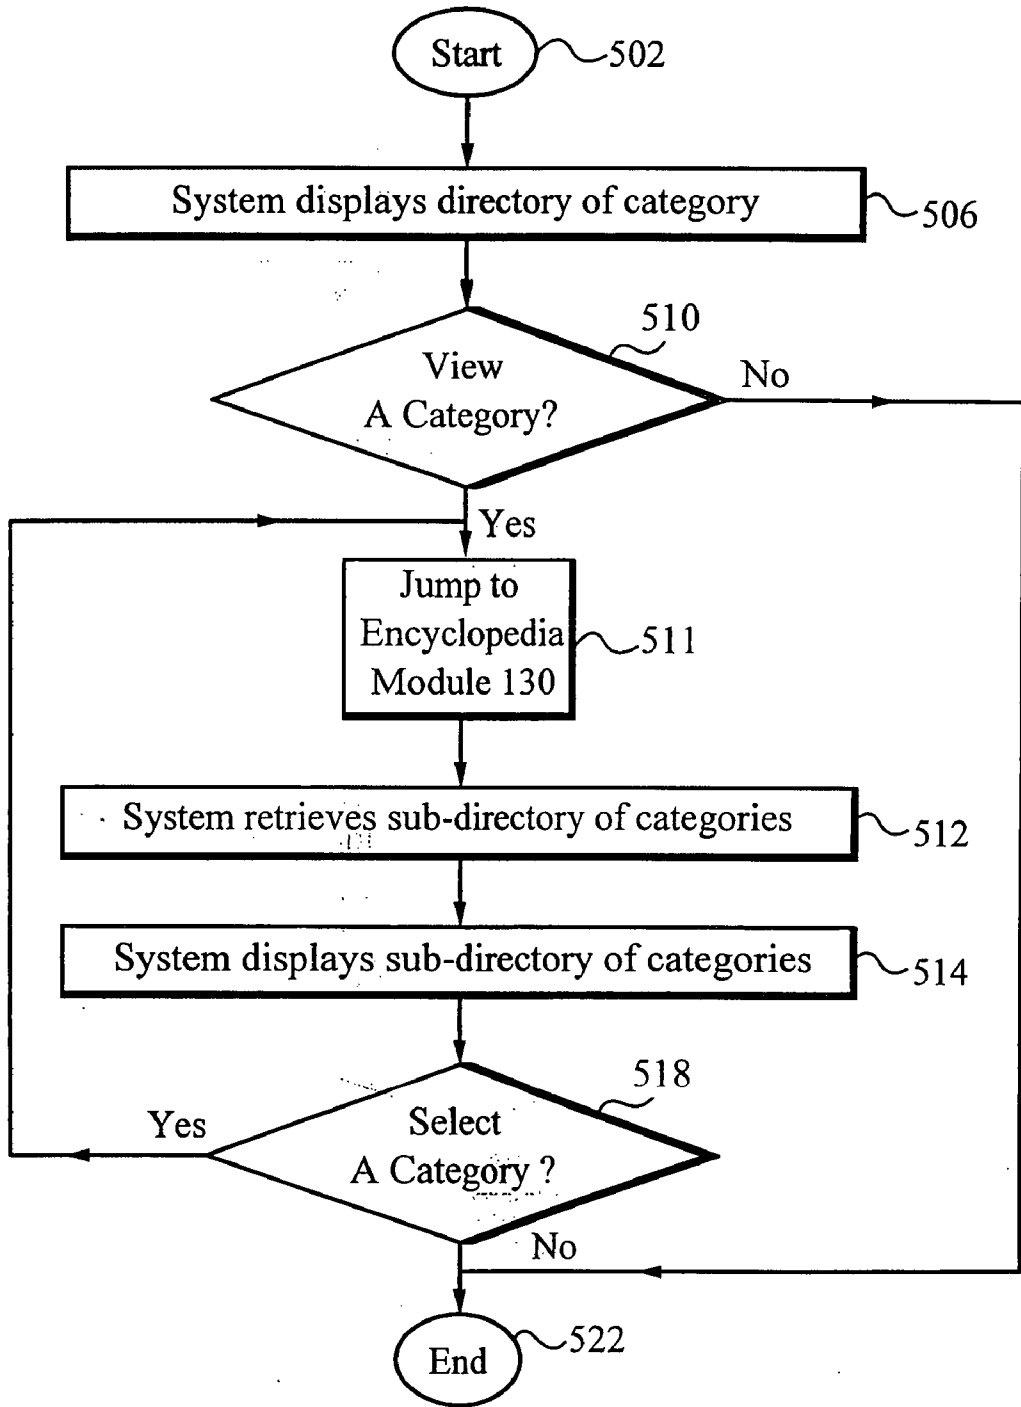 Start
502
System displays directory of category
506
510
View
A Category?
No
Yes
Jump to
Encyclopedia
Module 130
511
System retrieves sub-directory of categories
512
System displays sub-directory of categories
514
518
Select
A Category ?
Yes
No
End
522